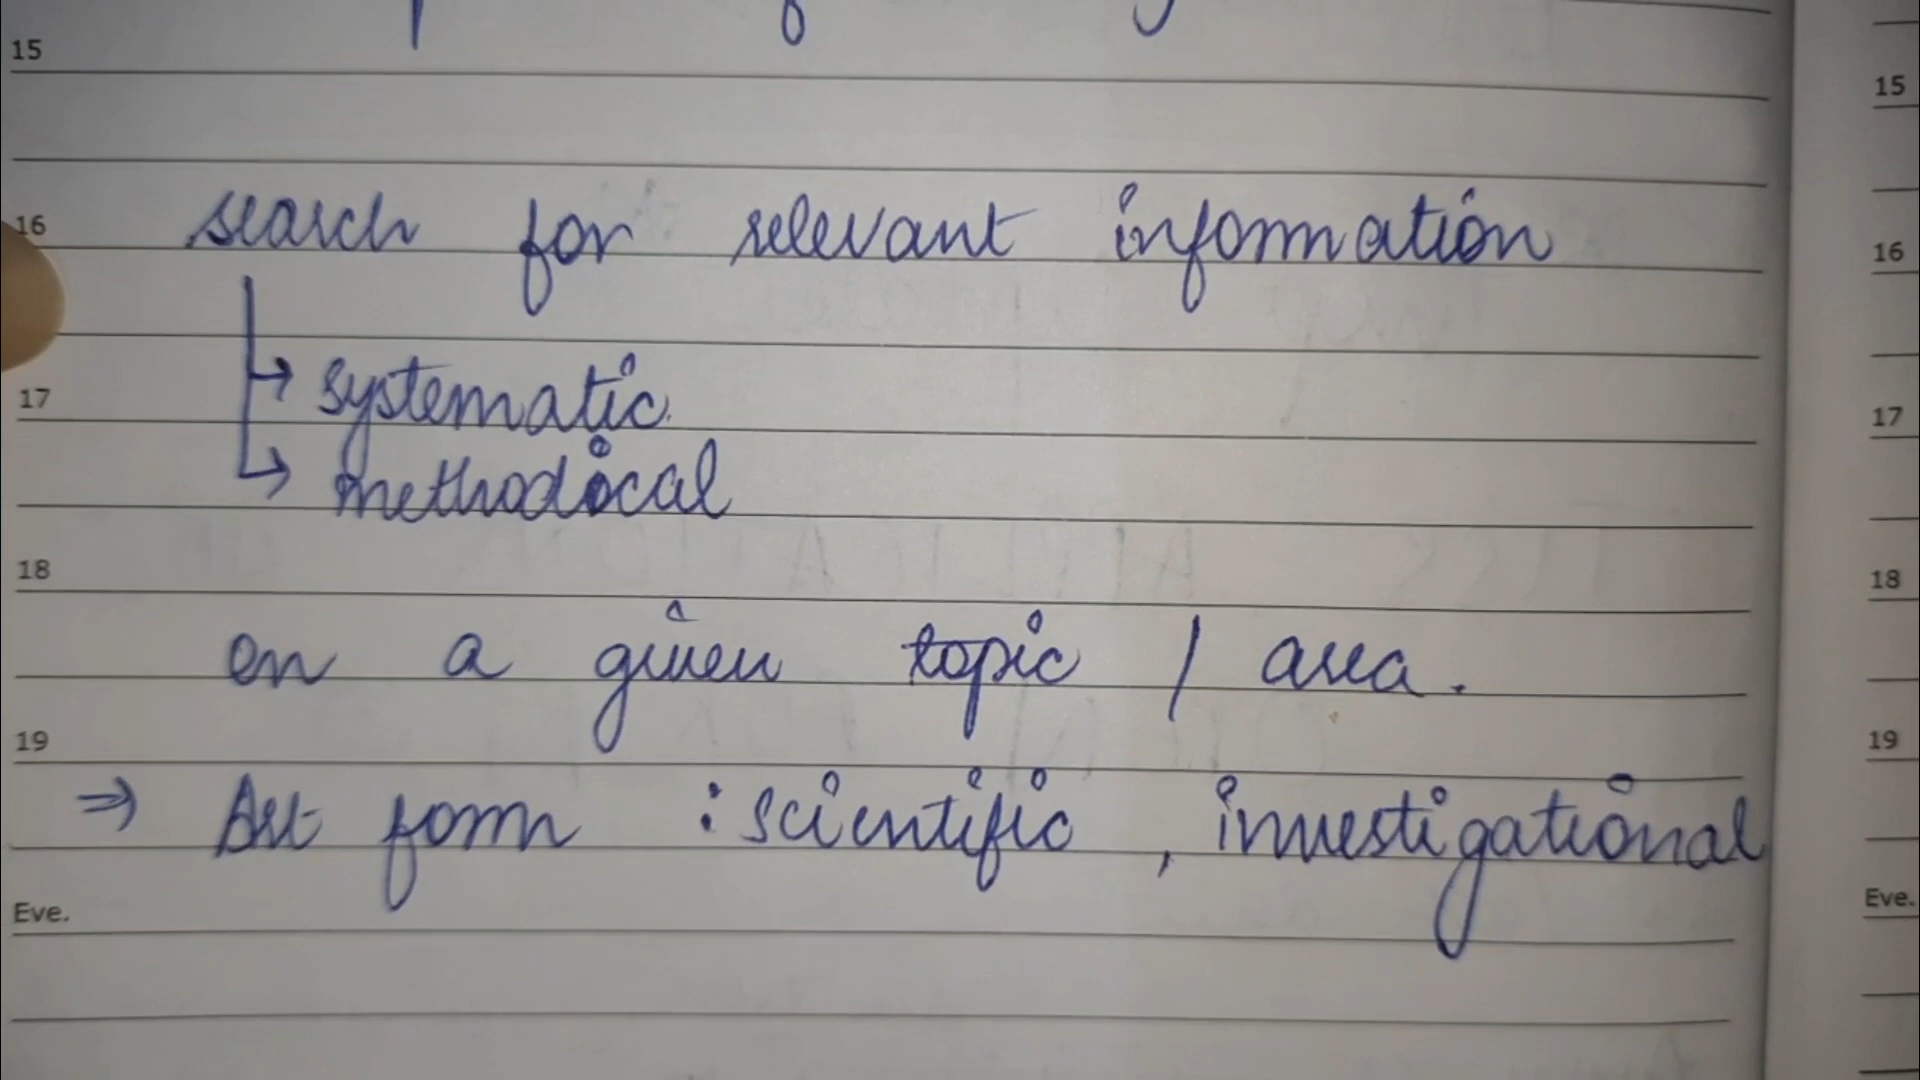 15
15
16 search for relevant information 16
→ systematic
17 17
→ methodical
18 18
on a given topic / area.
19 19
⇒ Art form : scientific , investigational
Eve. Eve.